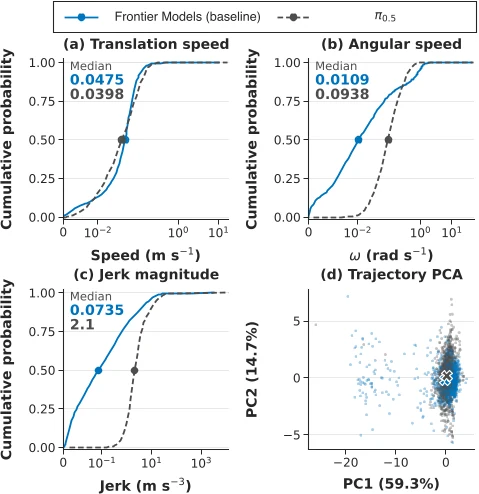 Frontier Models (baseline) π0.5
(a) Translation speed
Cumulative probability
1.00
0.75
0.50
0.25
0.00
Median
0.0475
0.0398
0 10⁻² 10⁰ 10¹
Speed (m s⁻¹)
(b) Angular speed
Cumulative probability
1.00
0.75
0.50
0.25
0.00
Median
0.0109
0.0938
0 10⁻² 10⁰ 10¹
ω (rad s⁻¹)
(c) Jerk magnitude
Cumulative probability
1.00
0.75
0.50
0.25
0.00
Median
0.0735
2.1
0 10⁻¹ 10¹ 10³
Jerk (m s⁻³)
(d) Trajectory PCA
PC2 (14.7%)
5
0
−5
−20 −10 0
PC1 (59.3%)